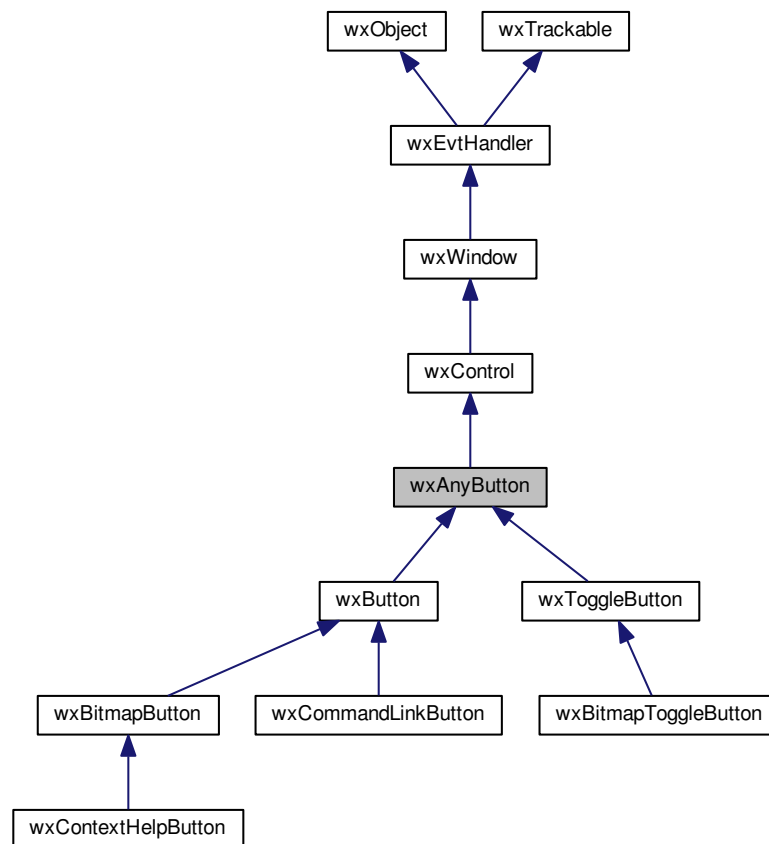 wxObject
wxTrackable
wxEvtHandler
wxWindow
wxControl
wxAnyButton
wxButton
wxToggleButton
wxBitmapButton
wxCommandLinkButton
wxBitmapToggleButton
wxContextHelpButton